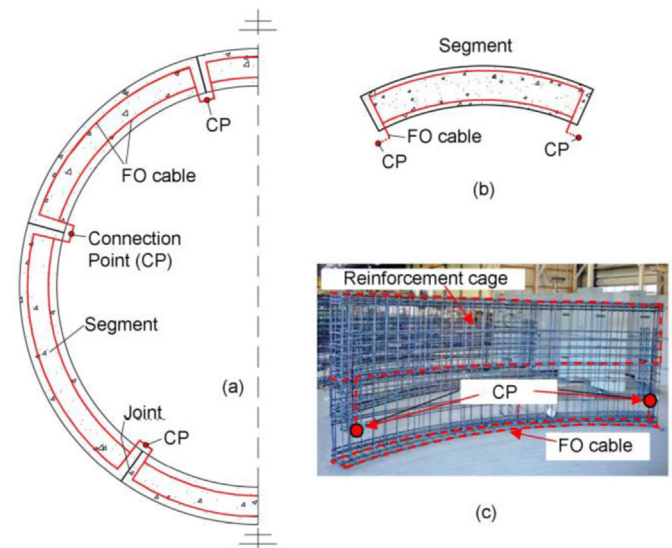 CP
FO cable
Connection
Point (CP)
Segment
(a)
Joint
CP
Segment
FO cable
CP
CP
(b)
Reinforcement cage
CP
FO cable
(c)